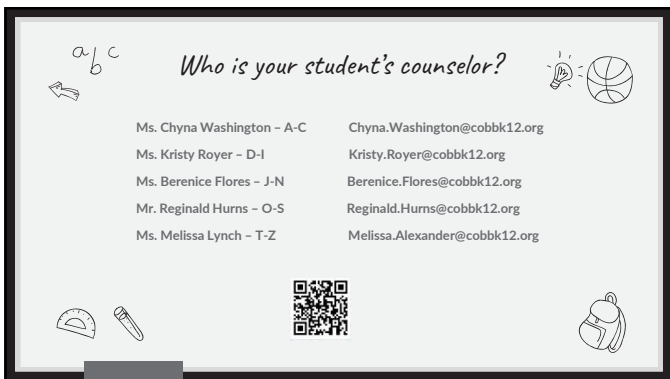 a b c
Who is your student's counselor?
Ms. Chyna Washington – A-C Chyna.Washington@cobbk12.org
Ms. Kristy Royer – D-I Kristy.Royer@cobbk12.org
Ms. Berenice Flores – J-N Berenice.Flores@cobbk12.org
Mr. Reginald Hurns – O-S Reginald.Hurns@cobbk12.org
Ms. Melissa Lynch – T-Z Melissa.Alexander@cobbk12.org